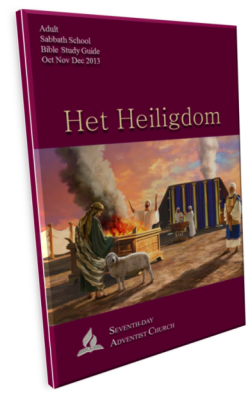 Adult
Sabbath School
Bible Study Guide
Oct Nov Dec 2013
Het Heiligdom
SEVENTH-DAY
ADVENTIST CHURCH